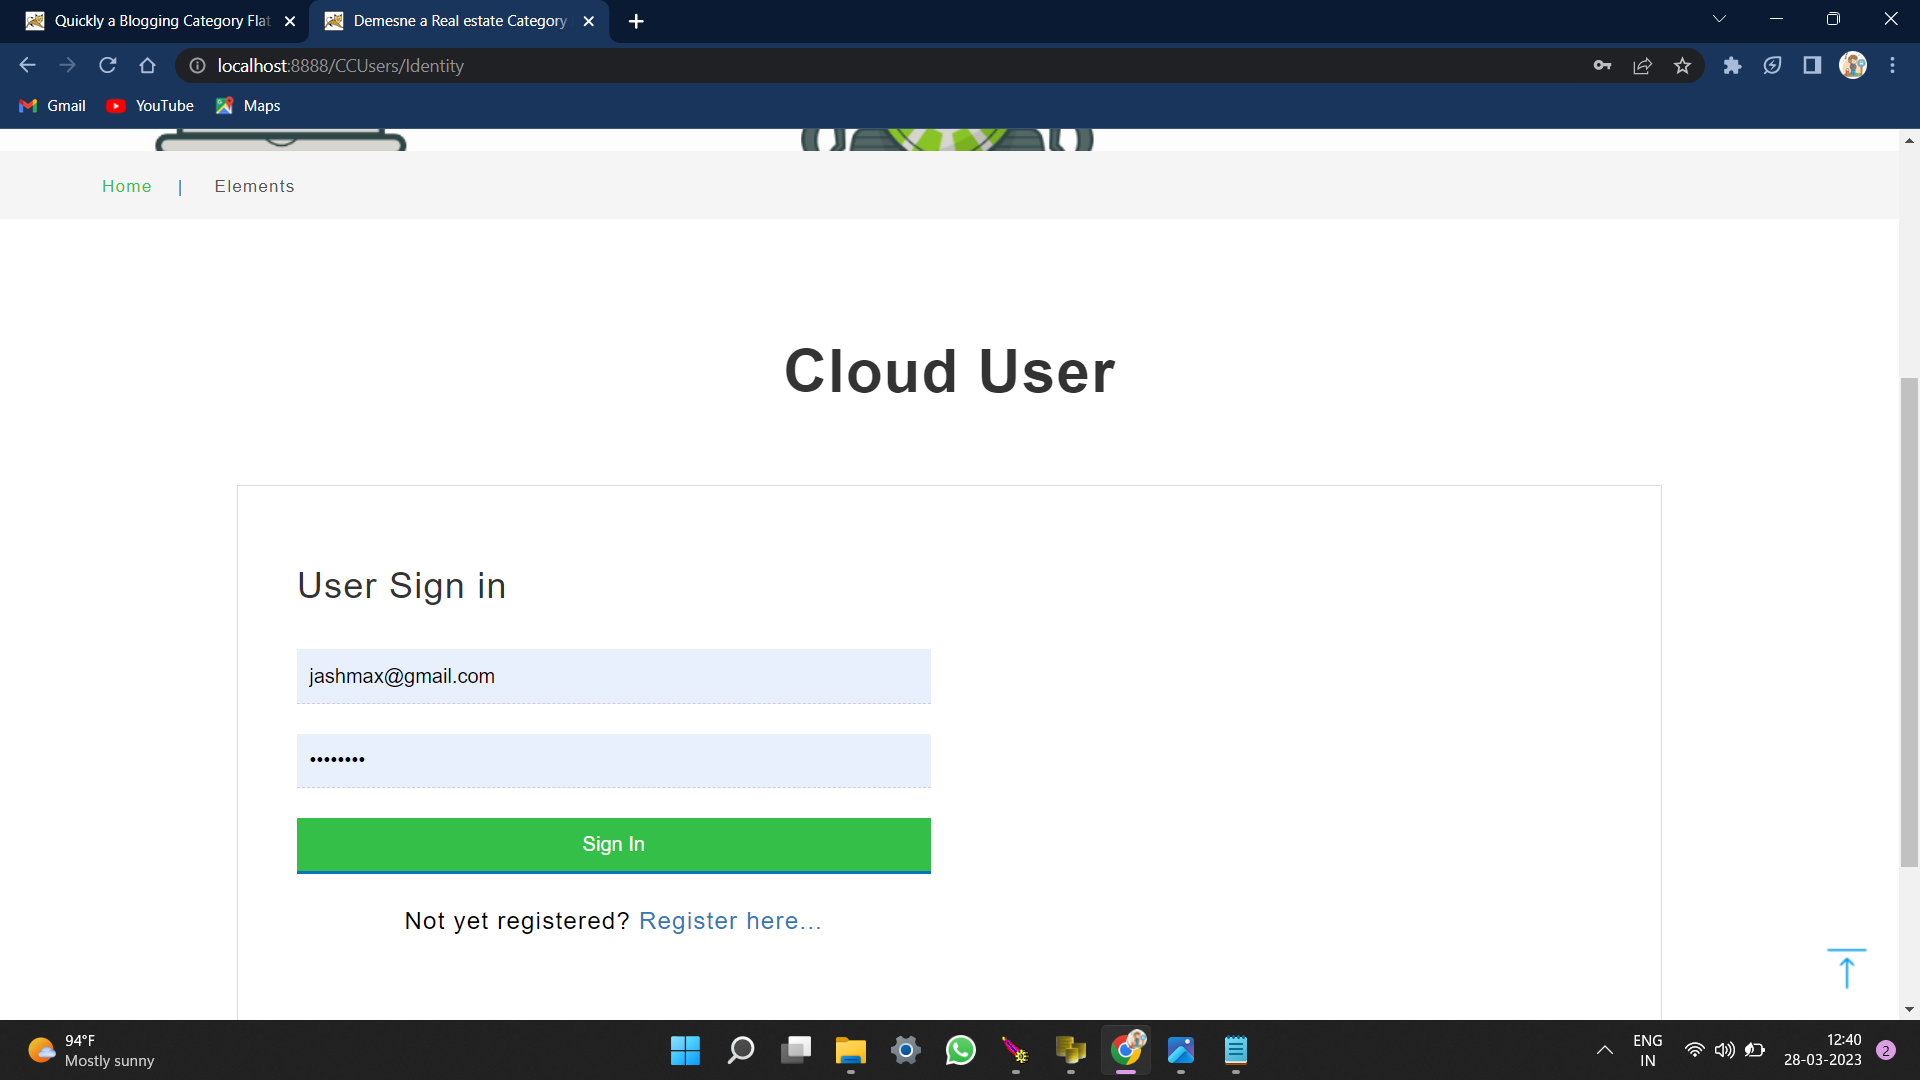 Quickly a Blogging Category Flat
Demesne a Real estate Category
localhost:8888/CCUsers/Identity
Gmail
YouTube
Maps
Home | Elements
Cloud User
User Sign in
jashmax@gmail.com
••••••••
Sign In
Not yet registered? Register here...
94°F
Mostly sunny
ENG
IN
12:40
28-03-2023
2